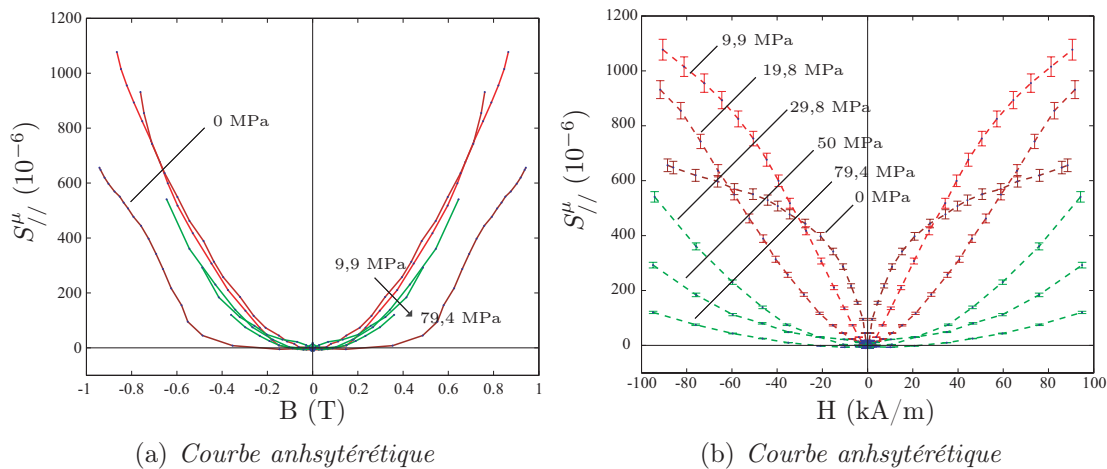 1200
1000
800
600
400
200
0
-1 -0.8 -0.6 -0.4 -0.2 0 0.2 0.4 0.6 0.8 1
S^μ_// (10^−6)
B (T)
0 MPa
9,9 MPa
79,4 MPa
(a) Courbe anhsytérétique
1200
1000
800
600
400
200
0
-100 -80 -60 -40 -20 0 20 40 60 80 100
S^μ_// (10^−6)
H (kA/m)
9,9 MPa
19,8 MPa
29,8 MPa
50 MPa
79,4 MPa
0 MPa
(b) Courbe anhsytérétique